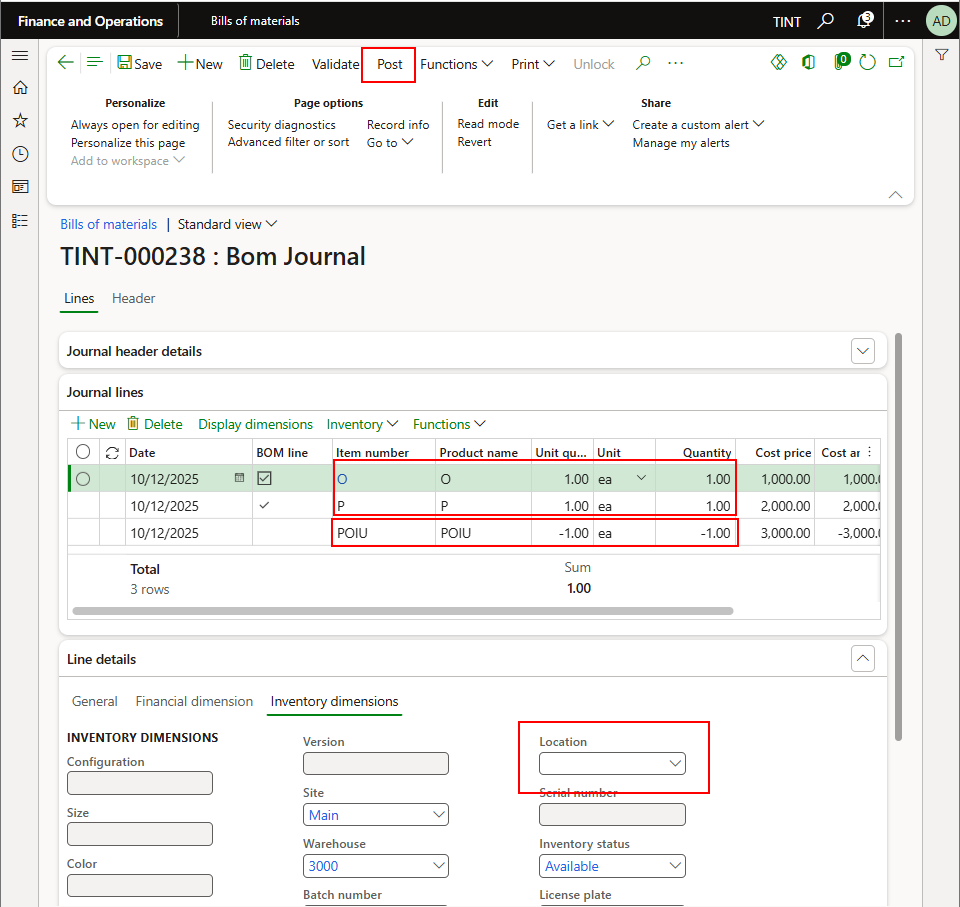 Finance and Operations
Bills of materials
TINT
3
AD
Save
New
Delete
Validate
Post
Functions
Print
Unlock
0
Personalize
Always open for editing
Personalize this page
Add to workspace
Page options
Security diagnostics
Advanced filter or sort
Record info
Go to
Edit
Read mode
Revert
Share
Get a link
Create a custom alert
Manage my alerts
Bills of materials | Standard view
TINT-000238 : Bom Journal
Lines Header
Journal header details
Journal lines
New Delete Display dimensions Inventory Functions
Date BOM line Item number Product name Unit qu... Unit Quantity Cost price Cost ar
10/12/2025 O O 1.00 ea 1.00 1,000.00 1,000.
10/12/2025 P P 1.00 ea 1.00 2,000.00 2,000.
10/12/2025 POIU POIU -1.00 ea -1.00 3,000.00 -3,000.
Total Sum
3 rows 1.00
Line details
General Financial dimension Inventory dimensions
INVENTORY DIMENSIONS
Configuration
Size
Color
Version
Site
Main
Warehouse
3000
Batch number
Location
Serial number
Inventory status
Available
License plate